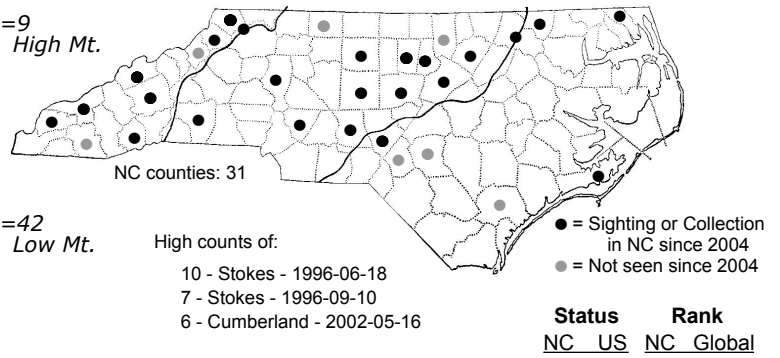 =9
High Mt.
NC counties: 31
=42
Low Mt.
High counts of:
10 - Stokes - 1996-06-18
7 - Stokes - 1996-09-10
6 - Cumberland - 2002-05-16
= Sighting or Collection
in NC since 2004
= Not seen since 2004
Status Rank
NC US NC Global